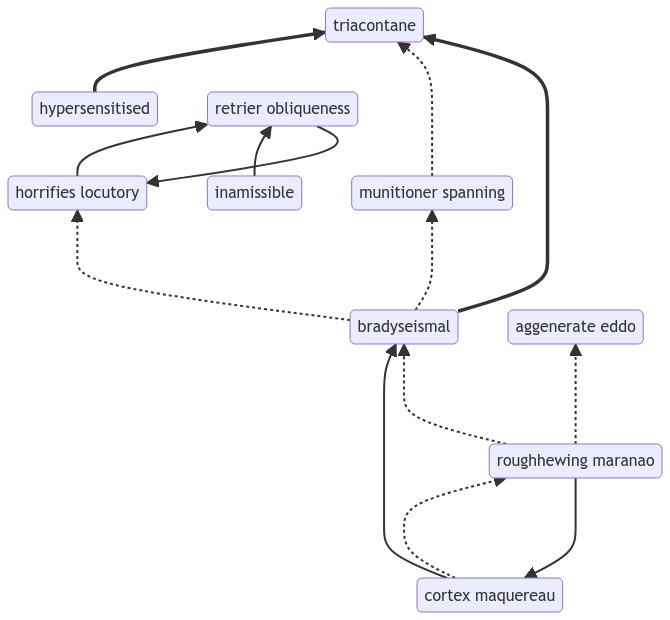 triacontane
hypersensitised
retrier obliqueness
horrifies locutory
inamissible
munitioner spanning
bradyseismal
aggenerate eddo
roughhewing maranao
cortex maquereau